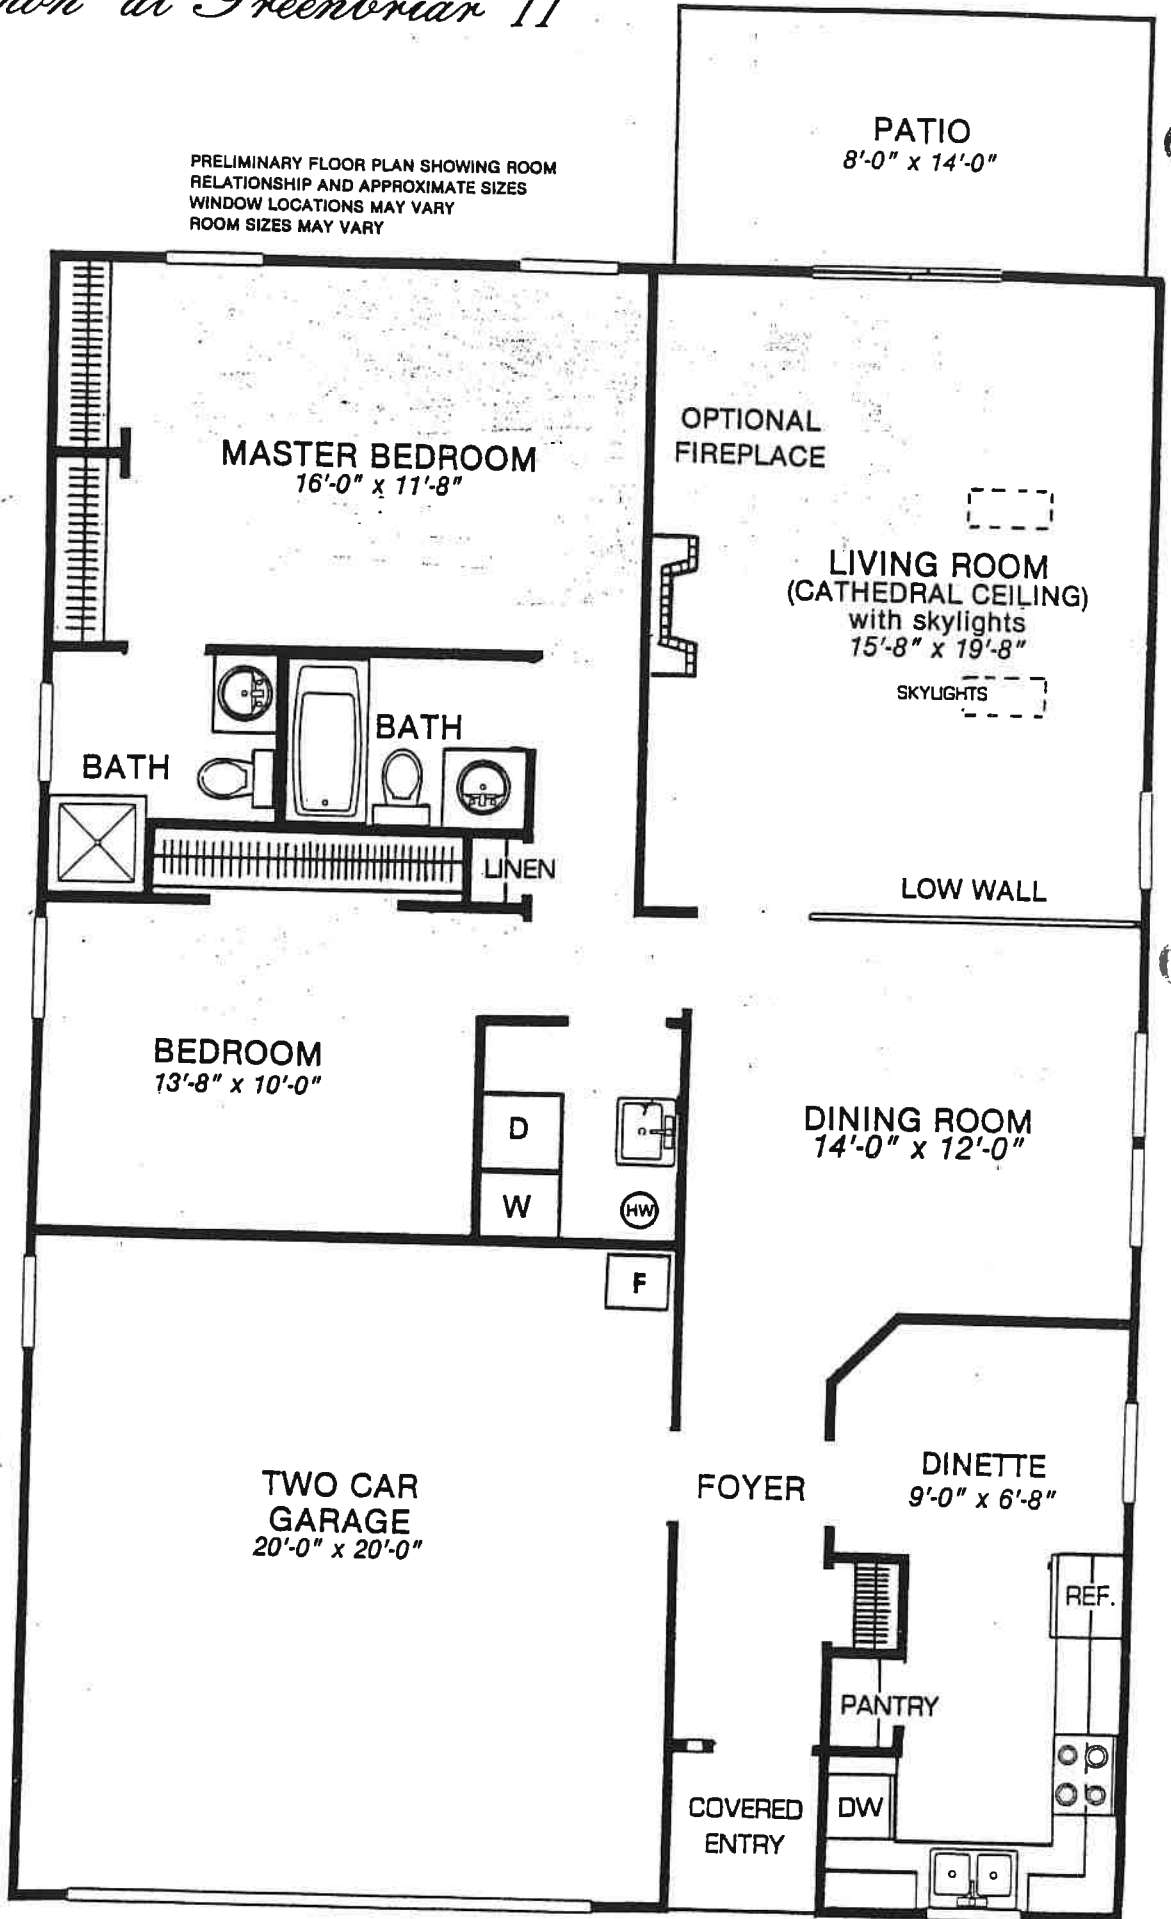 at Greenbriar II
PATIO
8'-0" x 14'-0"
PRELIMINARY FLOOR PLAN SHOWING ROOM
RELATIONSHIP AND APPROXIMATE SIZES
WINDOW LOCATIONS MAY VARY
ROOM SIZES MAY VARY
MASTER BEDROOM
16'-0" x 11'-8"
OPTIONAL
FIREPLACE
LIVING ROOM
(CATHEDRAL CEILING)
with skylights
15'-8" x 19'-8"
SKYLIGHTS
BATH
BATH
LINEN
LOW WALL
BEDROOM
13'-8" x 10'-0"
D
W
HW
DINING ROOM
14'-0" x 12'-0"
F
TWO CAR
GARAGE
20'-0" x 20'-0"
FOYER
DINETTE
9'-0" x 6'-8"
REF.
PANTRY
COVERED
ENTRY
DW